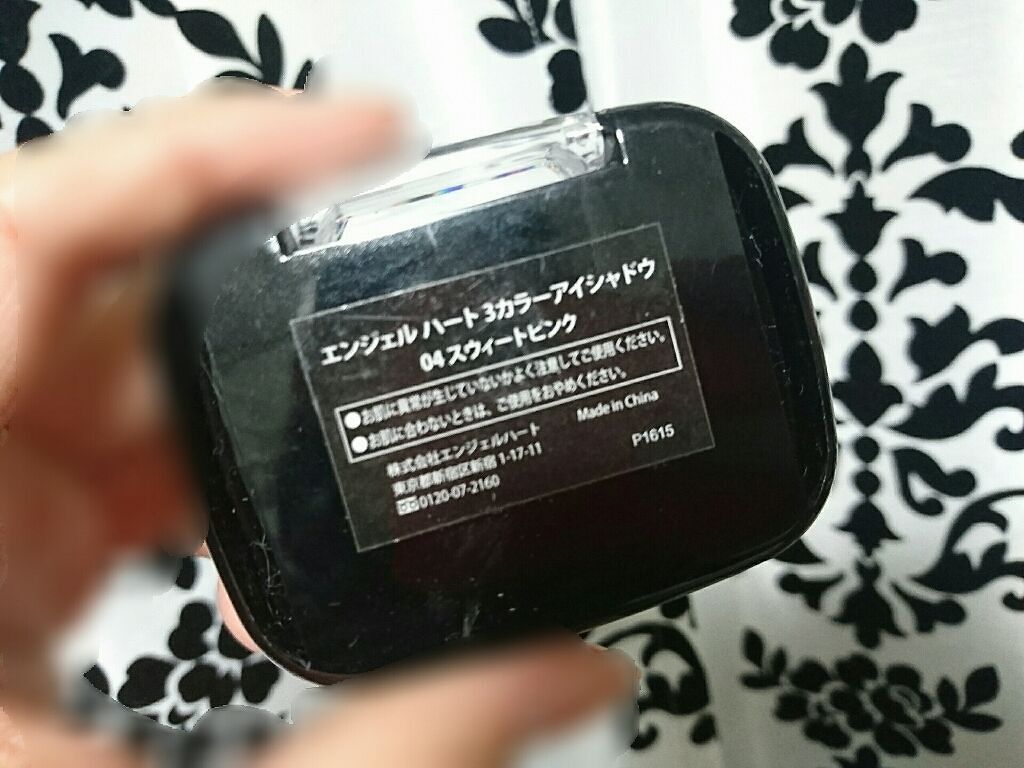 エンジェル ハート 3カラーアイシャドウ
04 スウィートピンク
●お肌に異常が生じていないかよく注意してご使用ください。
●お肌に合わないときは、ご使用をおやめください。
Made in China
株式会社エンジェルハート
東京都新宿区新宿 1-17-11
P1615
0120-07-2160